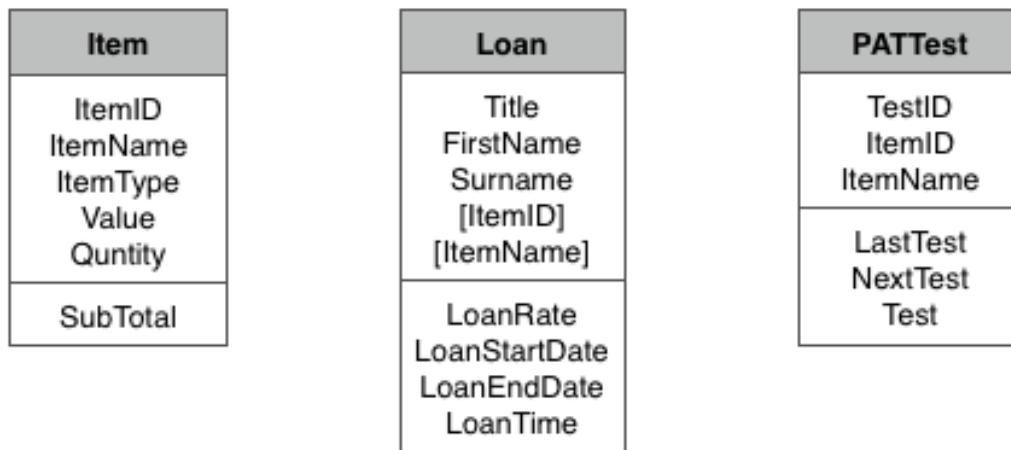 Item
ItemID
ItemName
ItemType
Value
Quntity
SubTotal
Loan
Title
FirstName
Surname
[ItemID]
[ItemName]
LoanRate
LoanStartDate
LoanEndDate
LoanTime
PATTest
TestID
ItemID
ItemName
LastTest
NextTest
Test